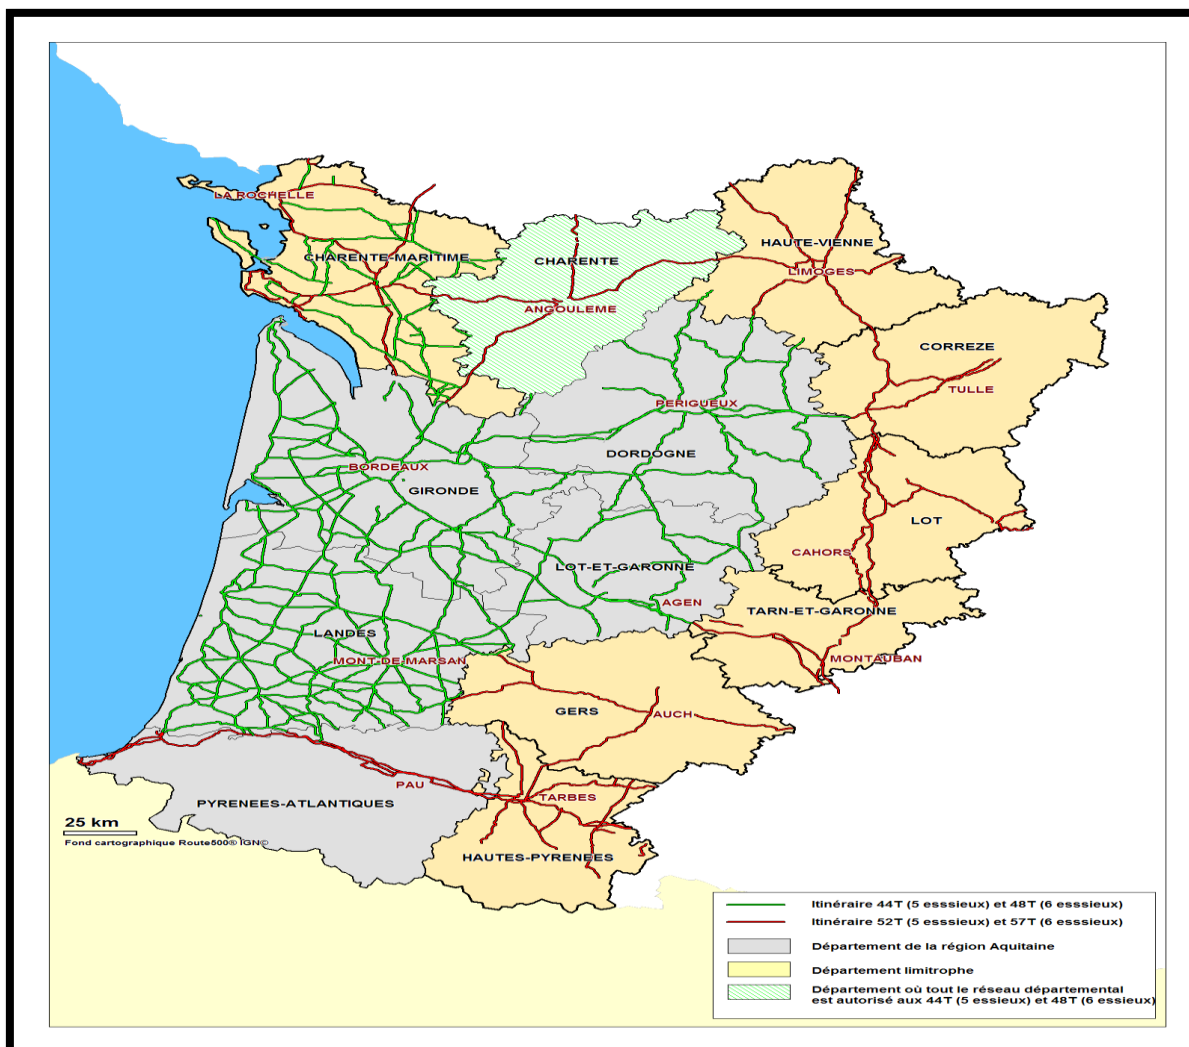 LA ROCHELLE
HAUTE-VIENNE
CHARENTE-MARITIME
CHARENTE
LIMOGES
ANGOULEME
CORREZE
TULLE
PERIGUEUX
DORDOGNE
BORDEAUX
GIRONDE
LOT
CAHORS
LOT-ET-GARONNE
AGEN
TARN-ET-GARONNE
LANDES
MONT-DE-MARSAN
MONTAUBAN
GERS
AUCH
PAU
TARBES
PYRENEES-ATLANTIQUES
25 km
Fond cartographique Route500® IGN©
HAUTES-PYRENEES
Itinéraire 44T (5 esssieux) et 48T (6 esssieux)
Itinéraire 52T (5 esssieux) et 57T (6 esssieux)
Département de la région Aquitaine
Département limitrophe
Département où tout le réseau départemental
est autorisé aux 44T (5 essieux) et 48T (6 essieux)